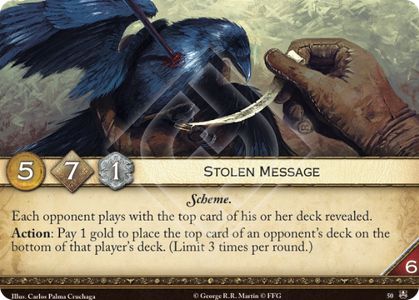 5 7 1 STOLEN MESSAGE
Scheme.
Each opponent plays with the top card of his or her deck revealed.
Action: Pay 1 gold to place the top card of an opponent's deck on the
bottom of that player's deck. (Limit 3 times per round.)
6
Illus. Carlos Palma Cruchaga © George R.R. Martin © FFG 50